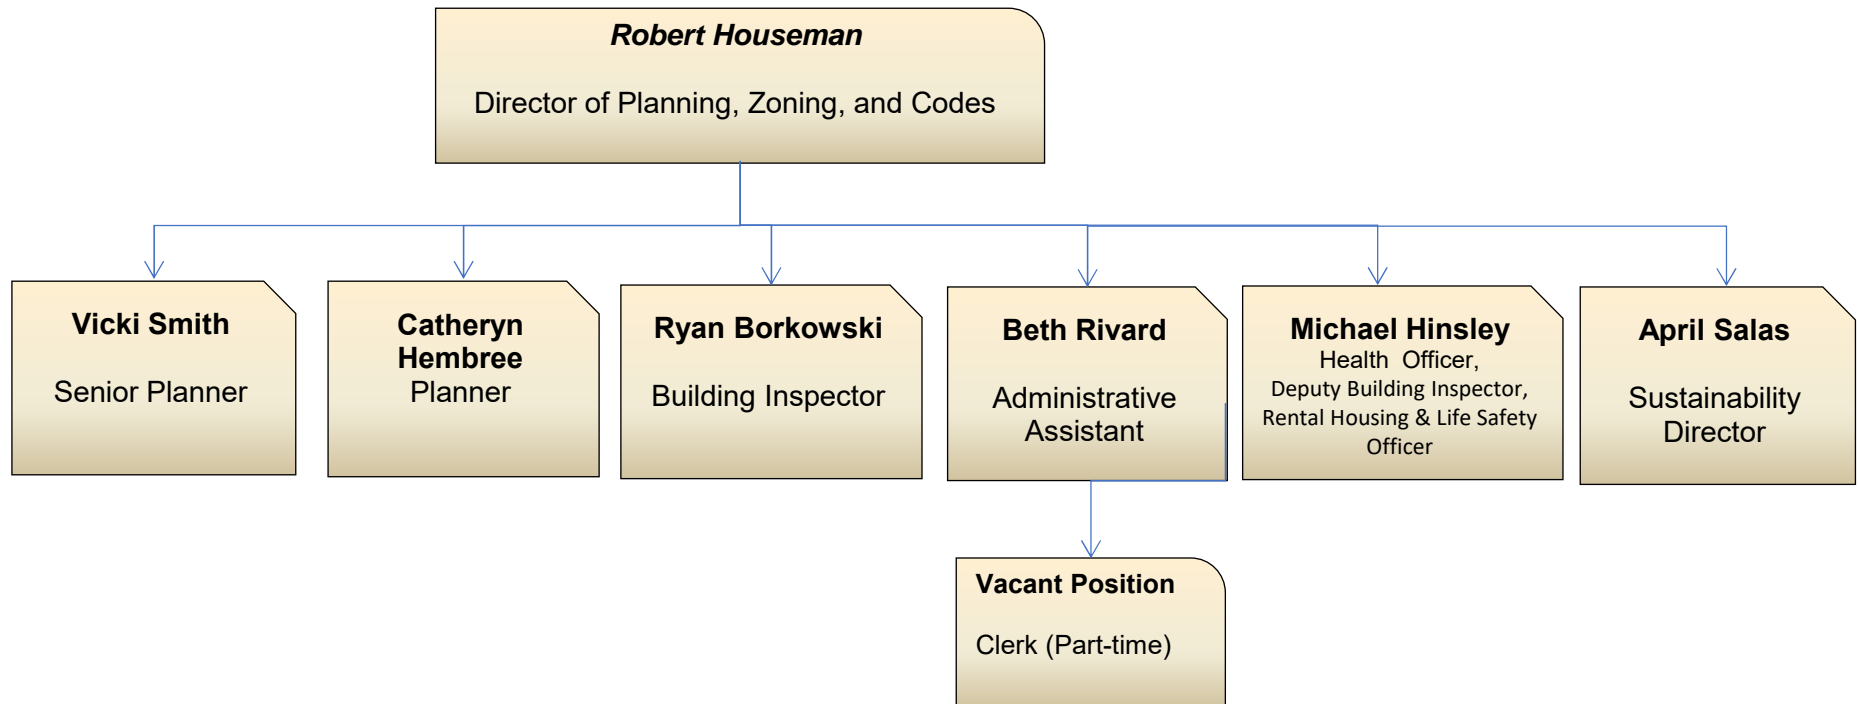 Robert Houseman
Director of Planning, Zoning, and Codes
Vicki Smith
Senior Planner
Catheryn
Hembree
Planner
Ryan Borkowski
Building Inspector
Beth Rivard
Administrative
Assistant
Michael Hinsley
Health Officer,
Deputy Building Inspector,
Rental Housing & Life Safety
Officer
April Salas
Sustainability
Director
Vacant Position
Clerk (Part-time)